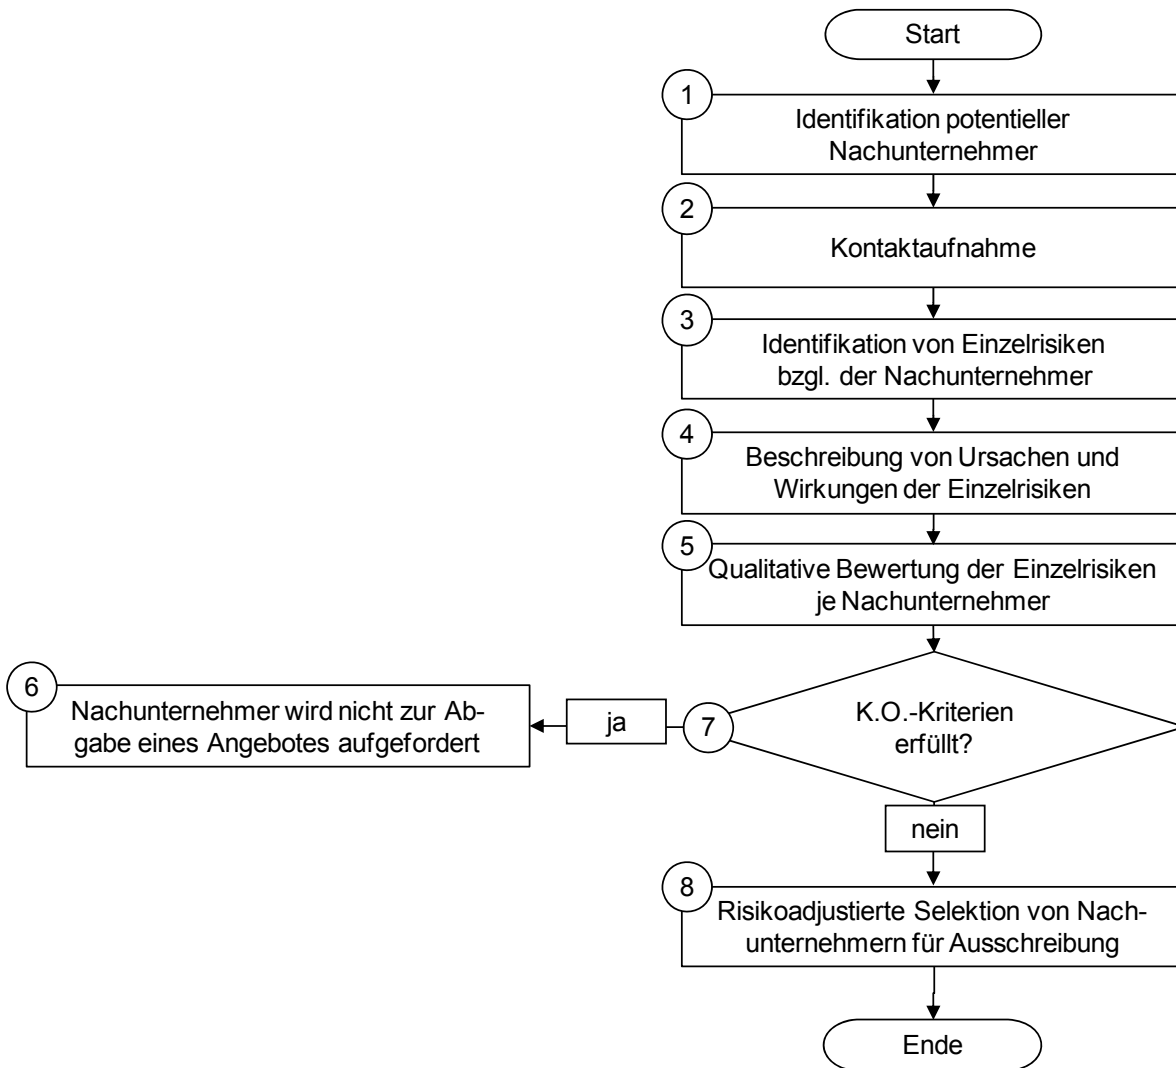 Start
1
Identifikation potentieller
Nachunternehmer
2
Kontaktaufnahme
3
Identifikation von Einzelrisiken
bzgl. der Nachunternehmer
4
Beschreibung von Ursachen und
Wirkungen der Einzelrisiken
5
Qualitative Bewertung der Einzelrisiken
je Nachunternehmer
6
Nachunternehmer wird nicht zur Ab-
gabe eines Angebotes aufgefordert
ja
7
K.O.-Kriterien
erfüllt?
nein
8
Risikoadjustierte Selektion von Nach-
unternehmern für Ausschreibung
Ende